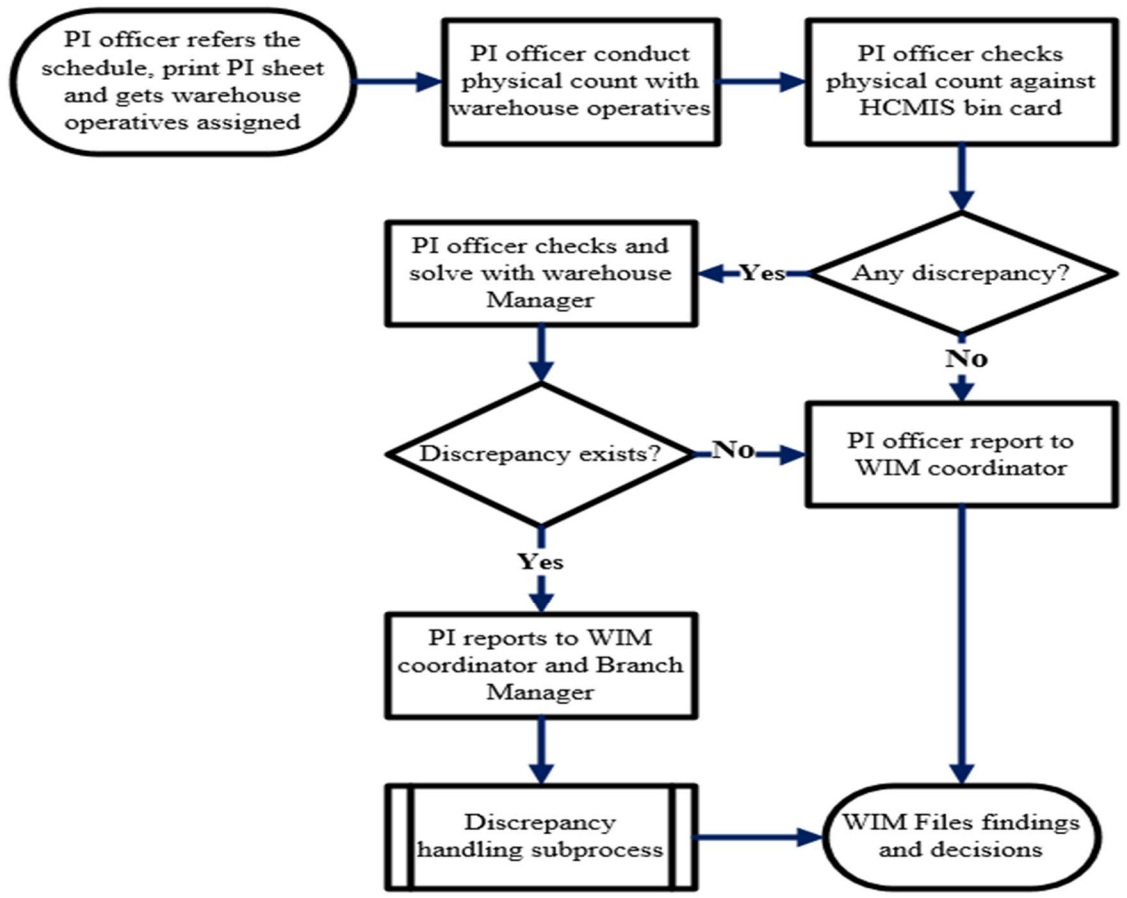 PI officer refers the
schedule, print PI sheet
and gets warehouse
operatives assigned
PI officer conduct
physical count with
warehouse operatives
PI officer checks
physical count against
HCMIS bin card
Any discrepancy?
Yes
PI officer checks and
solve with warehouse
Manager
No
Discrepancy exists?
No
PI officer report to
WIM coordinator
Yes
PI reports to WIM
coordinator and Branch
Manager
Discrepancy
handling subprocess
WIM Files findings
and decisions